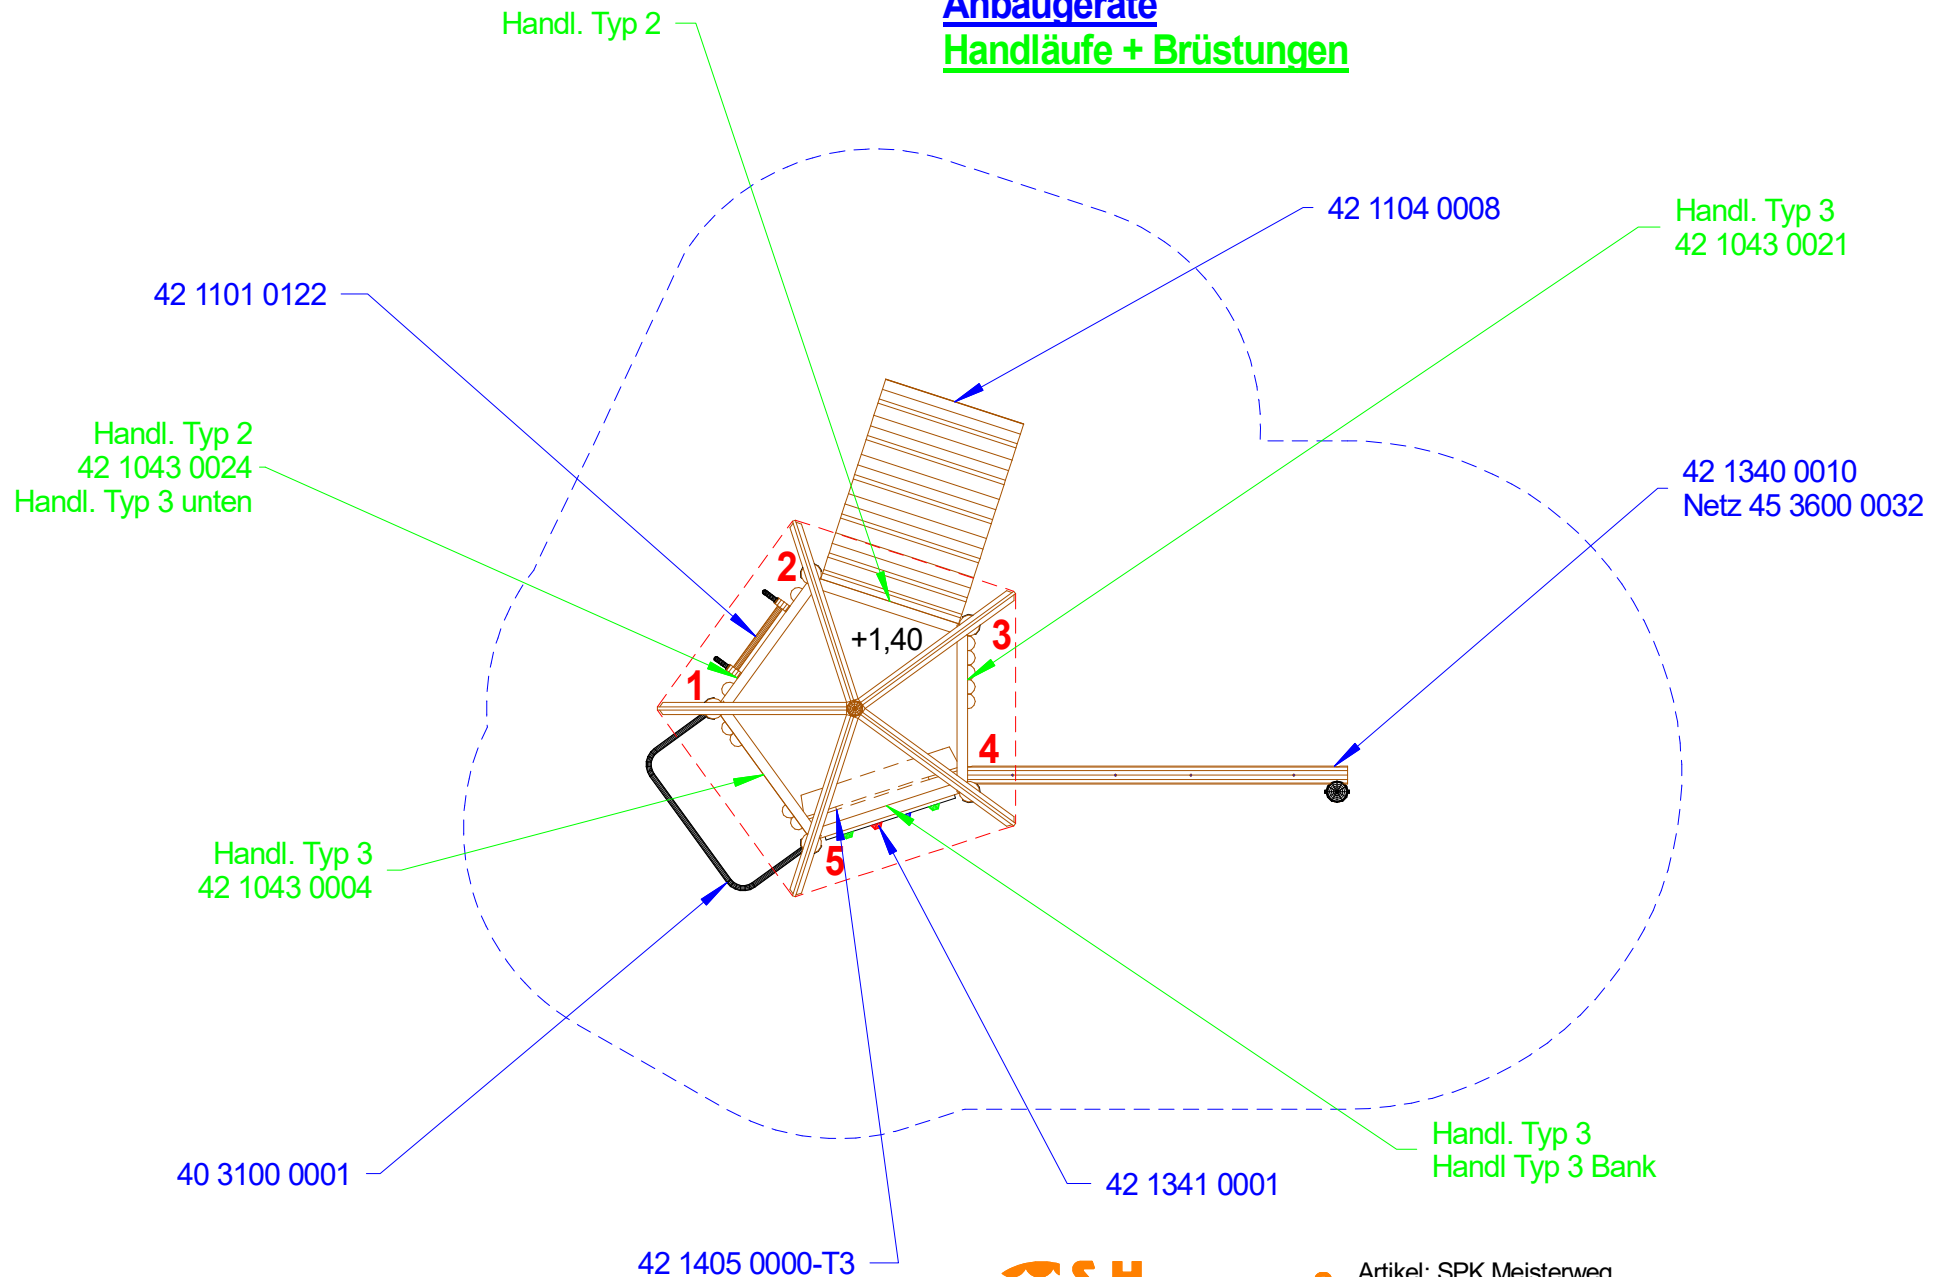 Anbaugeräte
Handläufe + Brüstungen
Handl. Typ 2
42 1104 0008
Handl. Typ 3
42 1043 0021
42 1101 0122
Handl. Typ 2
42 1043 0024
Handl. Typ 3 unten
42 1340 0010
Netz 45 3600 0032
2
+1,40
3
1
4
5
Handl. Typ 3
42 1043 0004
Handl. Typ 3
Handl Typ 3 Bank
40 3100 0001
42 1341 0001
42 1405 0000-T3
S H
Artikel: SPK Meisterweg